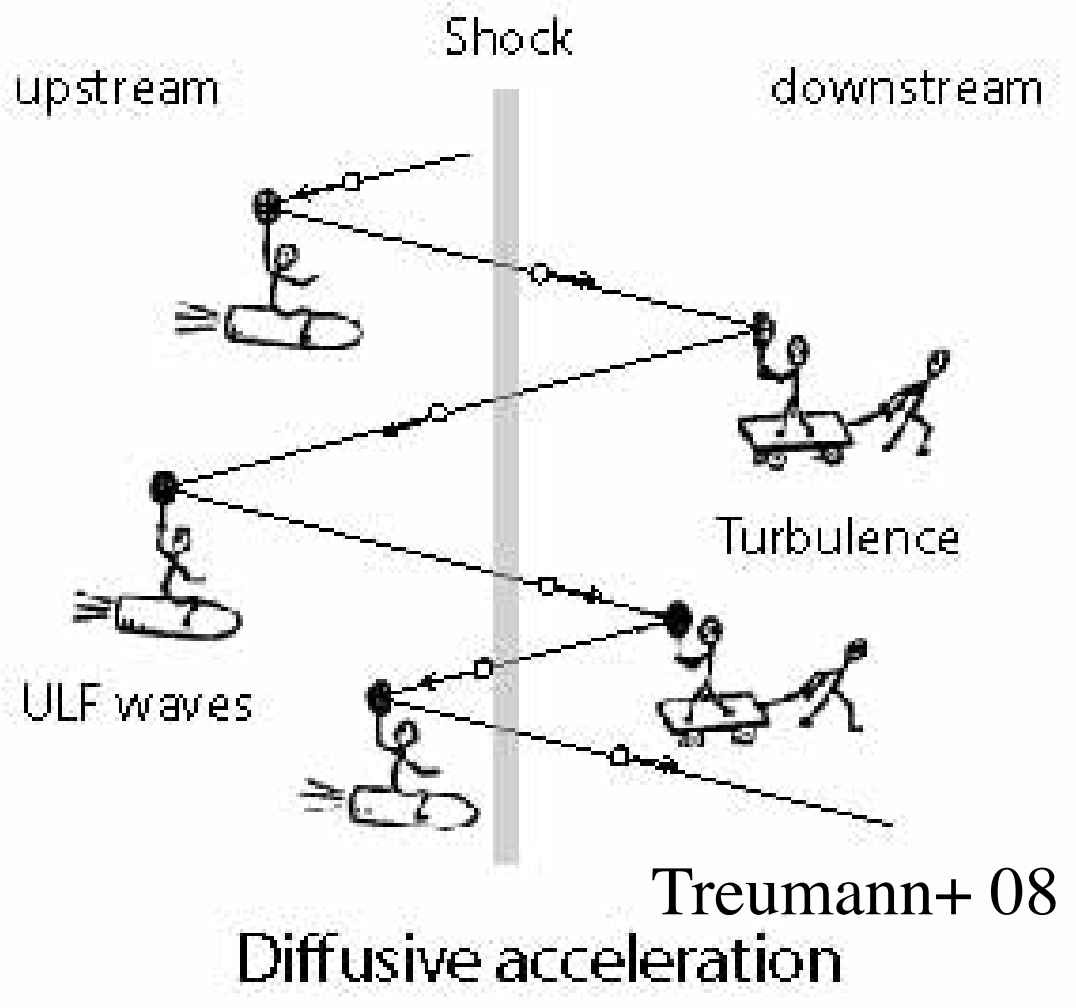 Shock
upstream
downstream
Turbulence
ULF waves
Treumann+ 08
Diffusive acceleration